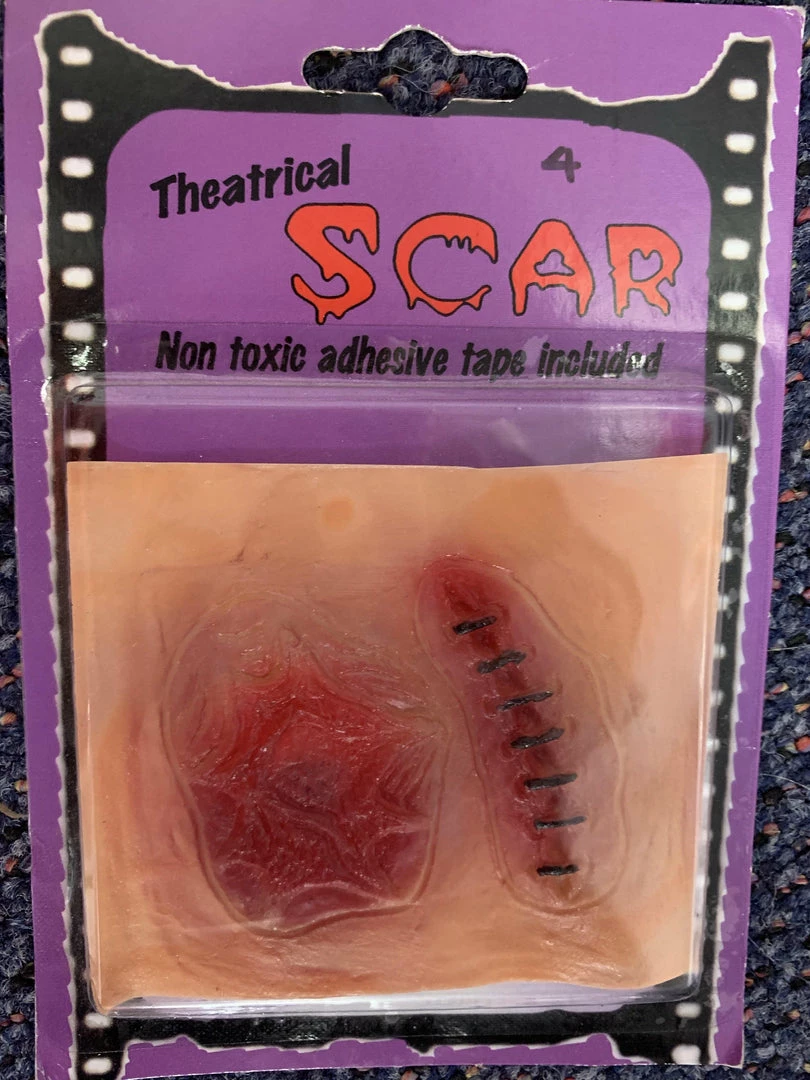 Theatrical
4
SCAR
Non toxic adhesive tape included